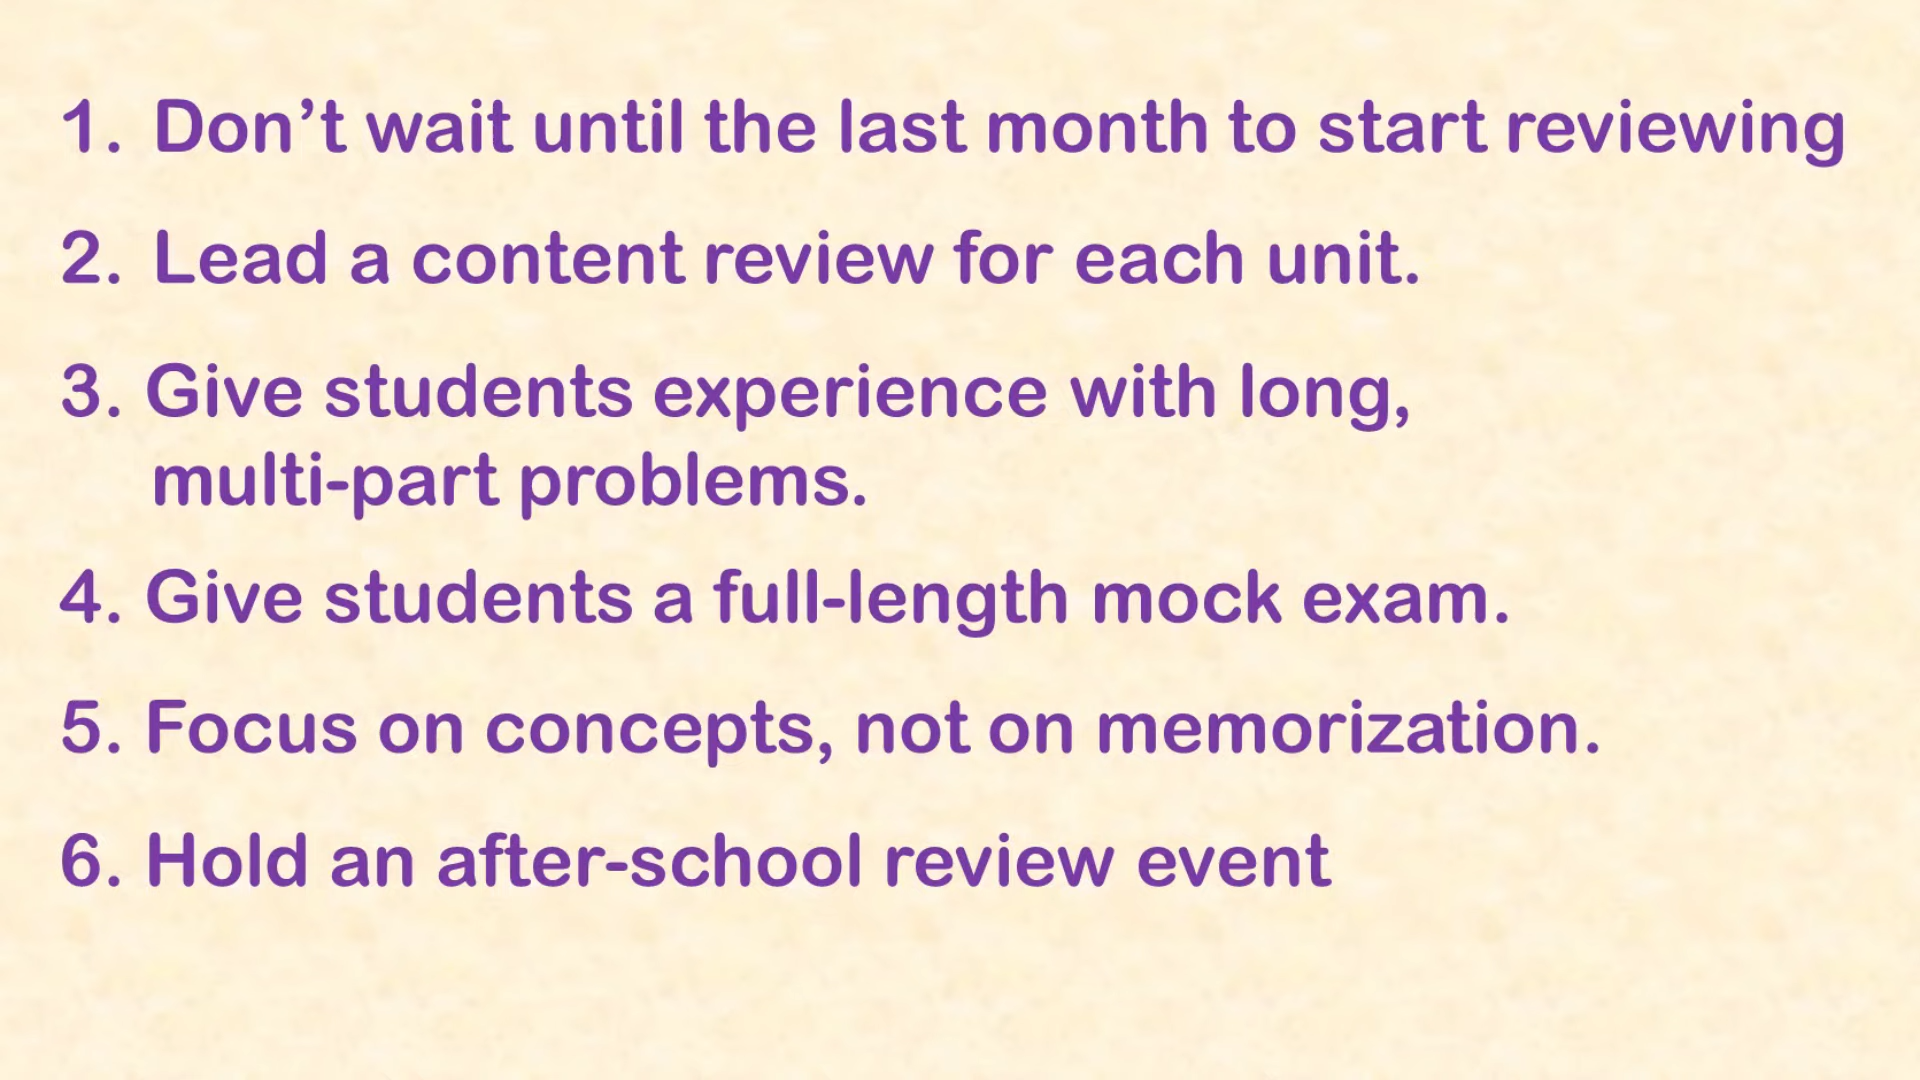 1. Don’t wait until the last month to start reviewing
2. Lead a content review for each unit.
3. Give students experience with long,
multi-part problems.
4. Give students a full-length mock exam.
5. Focus on concepts, not on memorization.
6. Hold an after-school review event